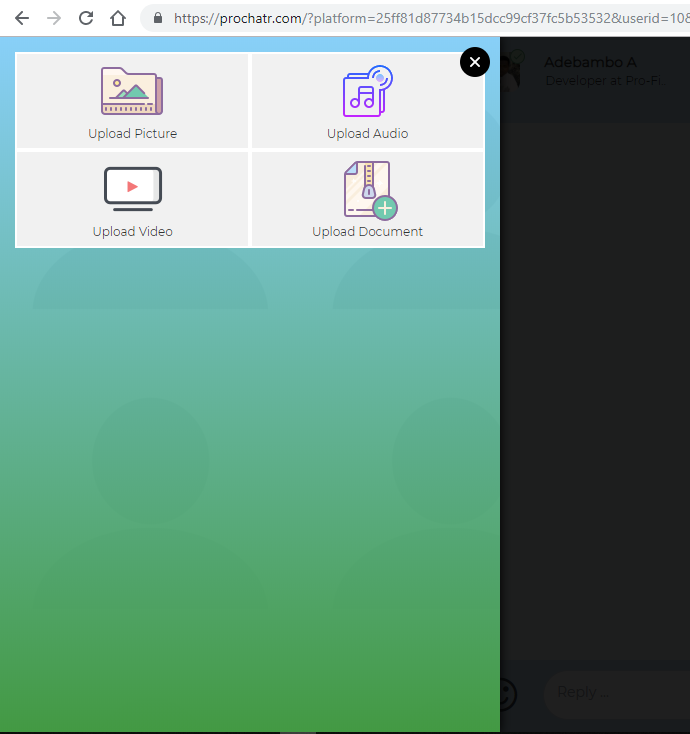 https://prochatr.com/?platform=25ff81d87734b15dcc99cf37fc5b53532&userid=108
Adebambo A
Developer at Pro-Fi
Upload Picture
Upload Audio
Upload Video
Upload Document
Reply ...